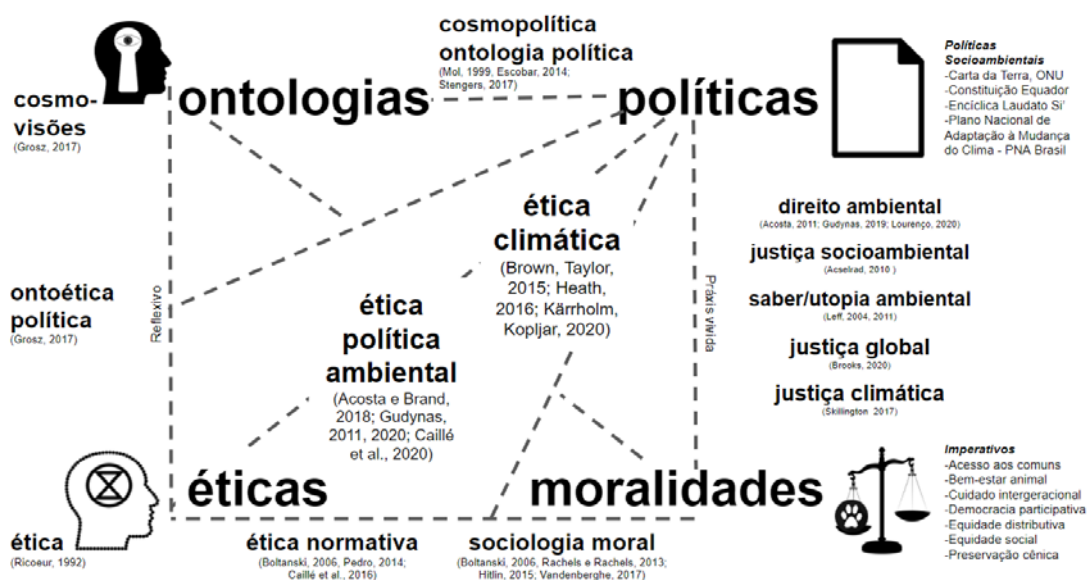 cosmopolítica
ontologia política
(Mol, 1999, Escobar, 2014;
Stengers, 2017)
cosmo-
visões
(Grosz, 2017)
ontologias
políticas
Políticas
Socioambientais
-Carta da Terra, ONU
-Constituição Equador
-Encíclica Laudato Si'
-Plano Nacional de
Adaptação à Mudança
do Clima - PNA Brasil
ética
climática
(Brown, Taylor,
2015; Heath,
2016; Kärrholm,
Kopljar, 2020)
direito ambiental
(Acosta, 2011; Gudynas, 2019; Lourenço, 2020)
justiça socioambiental
(Acselrad, 2010 )
saber/utopia ambiental
(Leff, 2004, 2011)
justiça global
(Brooks, 2020)
justiça climática
(Skillington 2017)
ontoética
política
(Grosz, 2017)
Reflexivo
Práxis vivida
ética
política
ambiental
(Acosta e Brand,
2018; Gudynas,
2011, 2020; Caillé
et al., 2020)
éticas
moralidades
Imperativos
-Acesso aos comuns
-Bem-estar animal
-Cuidado intergeracional
-Democracia participativa
-Equidade distributiva
-Equidade social
-Preservação cênica
ética
(Ricoeur, 1992)
ética normativa
(Boltanski, 2006, Pedro, 2014;
Caillé et al., 2016)
sociologia moral
(Boltanski, 2006, Rachels e Rachels, 2013;
Hitlin, 2015; Vandenberghe, 2017)